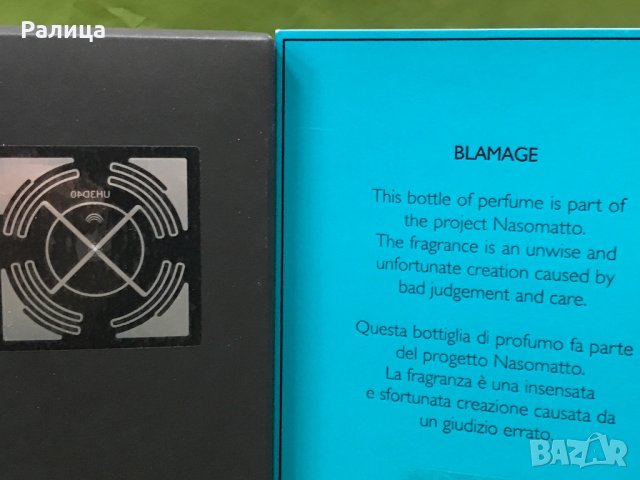 Ралица
UH3D40
BLAMAGE
This bottle of perfume is part of
the project Nasomatto.
The fragrance is an unwise and
unfortunate creation caused by
bad judgement and care.
Questa bottiglia di profumo fa parte
del progetto Nasomatto.
La fragranza è una insensata
e sfortunata creazione causata da
un giudizio errato.
BAZAR